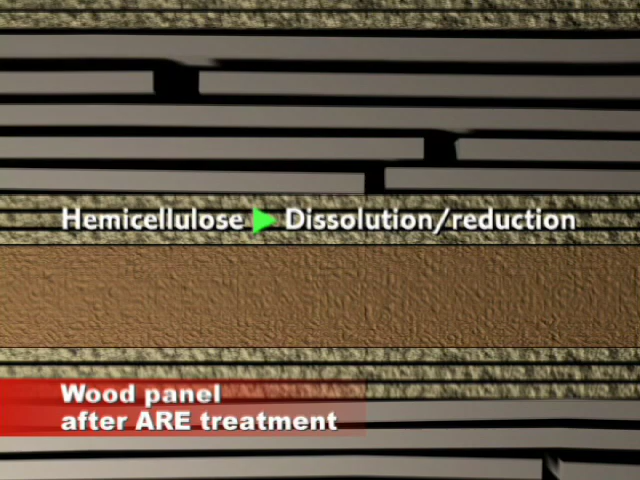 Hemicellulose ▶ Dissolution/reduction
Wood panel
after ARE treatment